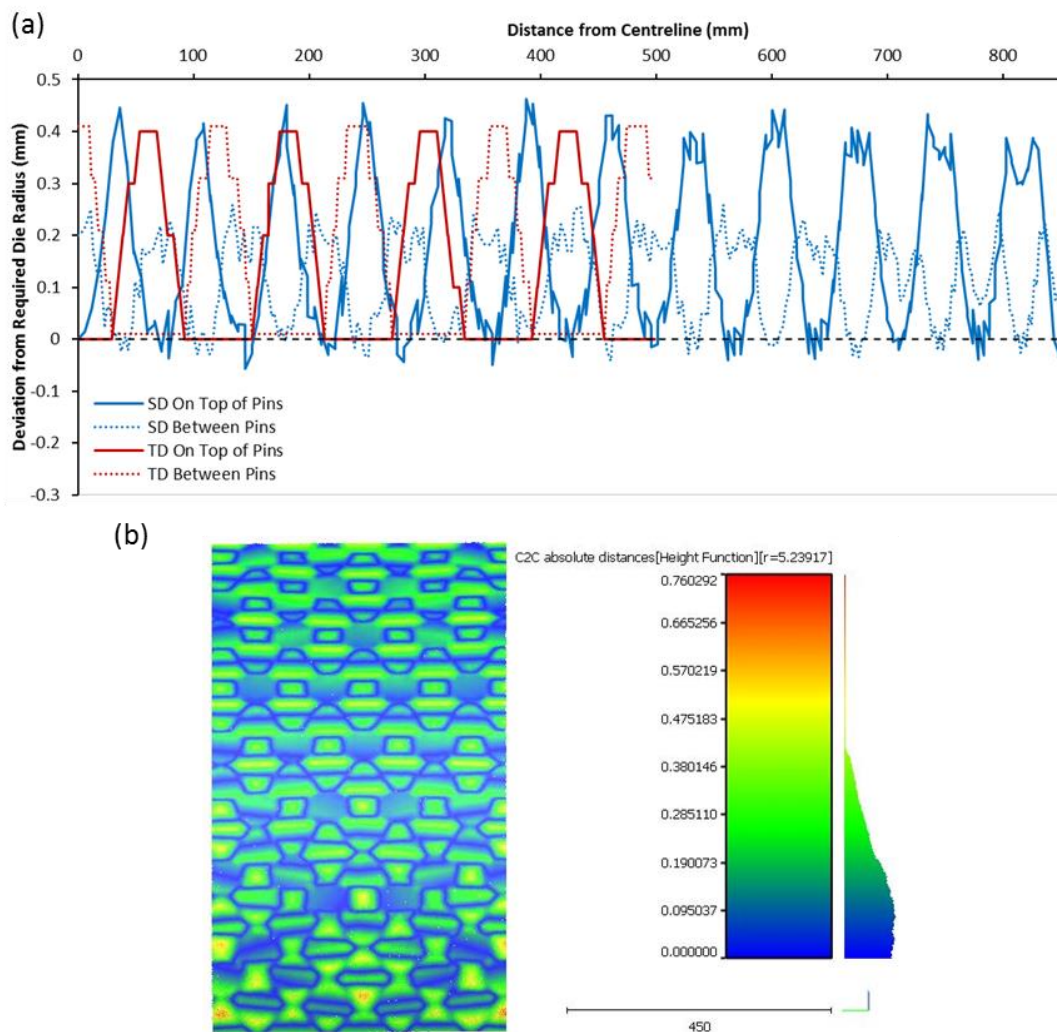 (a)
Distance from Centreline (mm)
0 100 200 300 400 500 600 700 800
Deviation from Required Die Radius (mm)
0.5
0.4
0.3
0.2
0.1
0
-0.1
-0.2
-0.3
SD On Top of Pins
SD Between Pins
TD On Top of Pins
TD Between Pins
(b)
C2C absolute distances[Height Function][r=5.23917]
0.760292
0.665256
0.570219
0.475183
0.380146
0.285110
0.190073
0.095037
0.000000
450